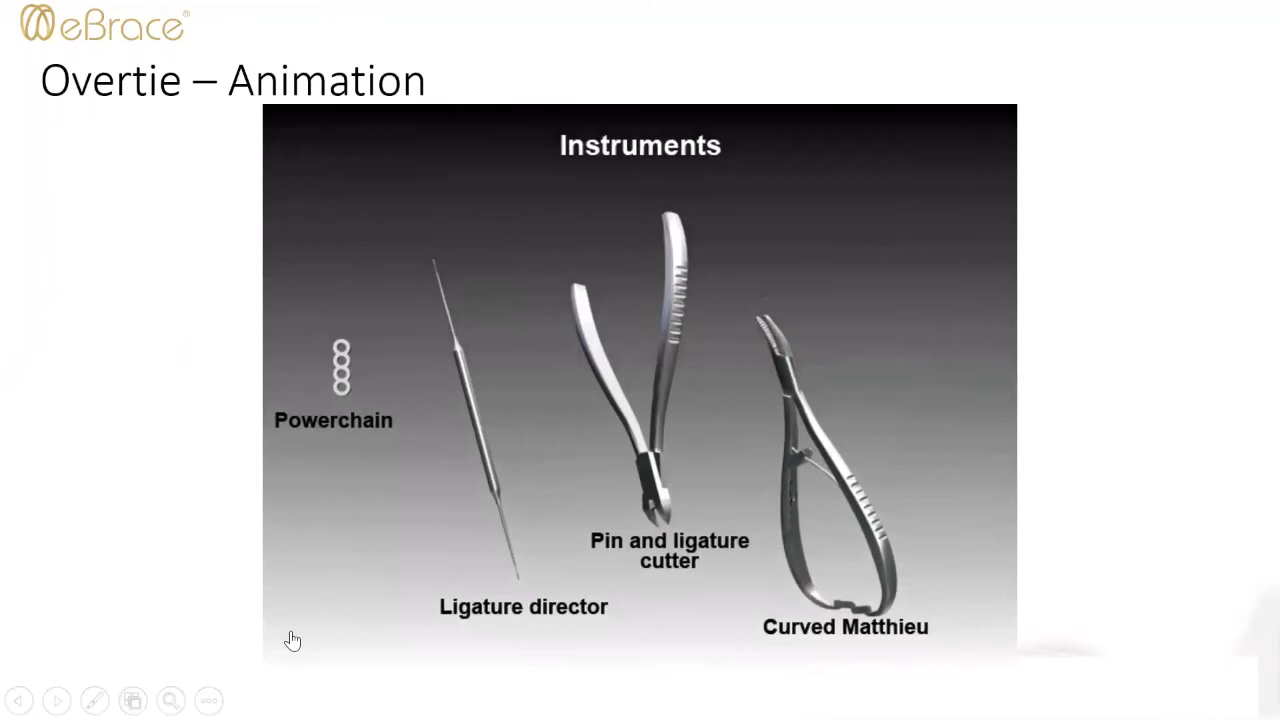 eBrace®
Overtie – Animation
Instruments
Powerchain
Pin and ligature
cutter
Ligature director
Curved Matthieu